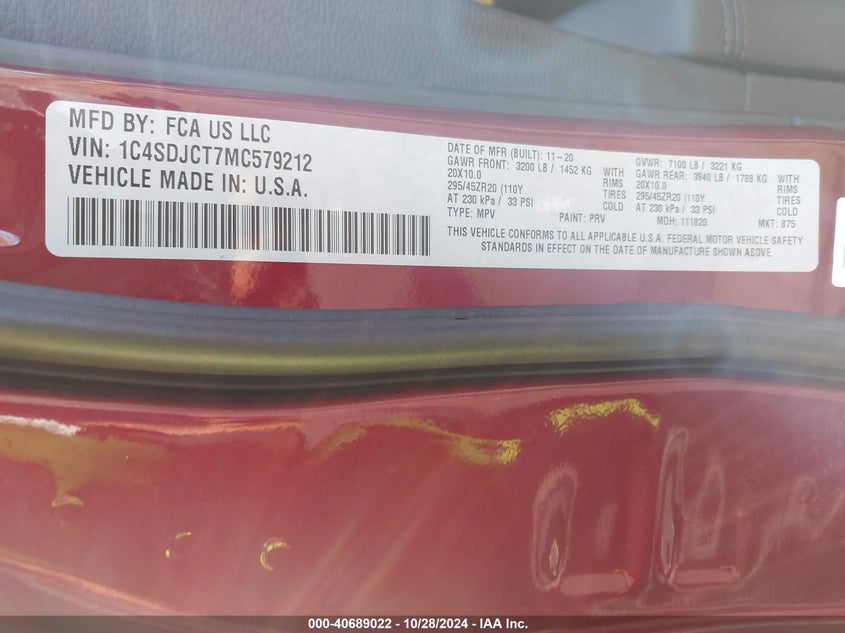 MFD BY: FCA US LLC
VIN: 1C4SDJCT7MC579212
VEHICLE MADE IN: U.S.A.
DATE OF MFR (BUILT): 11-20
GVWR: 7100 LB / 3221 KG
GAWR FRONT: 3200 LB / 1452 KG WITH
GAWR REAR: 3940 LB / 1788 KG WITH
20X10.0 RIMS
20X10.0 RIMS
295/45ZR20 (110Y TIRES
295/45ZR20 (110Y TIRES
AT 230 kPa / 33 PSI COLD
AT 230 kPa / 33 PSI COLD
TYPE: MPV PAINT: PRV MDH: 111820 MKT: 875
THIS VEHICLE CONFORMS TO ALL APPLICABLE U.S.A. FEDERAL MOTOR VEHICLE SAFETY
STANDARDS IN EFFECT ON THE DATE OF MANUFACTURE SHOWN ABOVE.
000-40689022 - 10/28/2024 - IAA Inc.